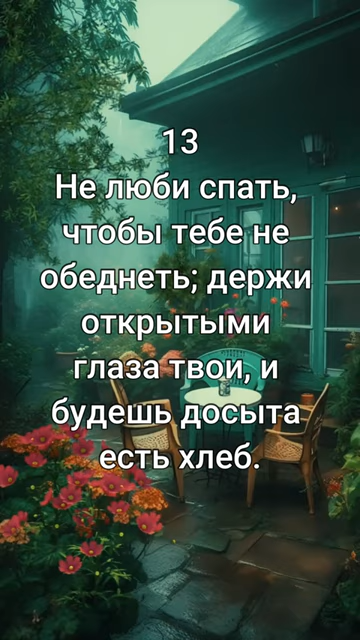 13
Не люби спать,
чтобы тебе не
обеднеть; держи
открытыми
глаза твои, и
будешь досыта
есть хлеб.